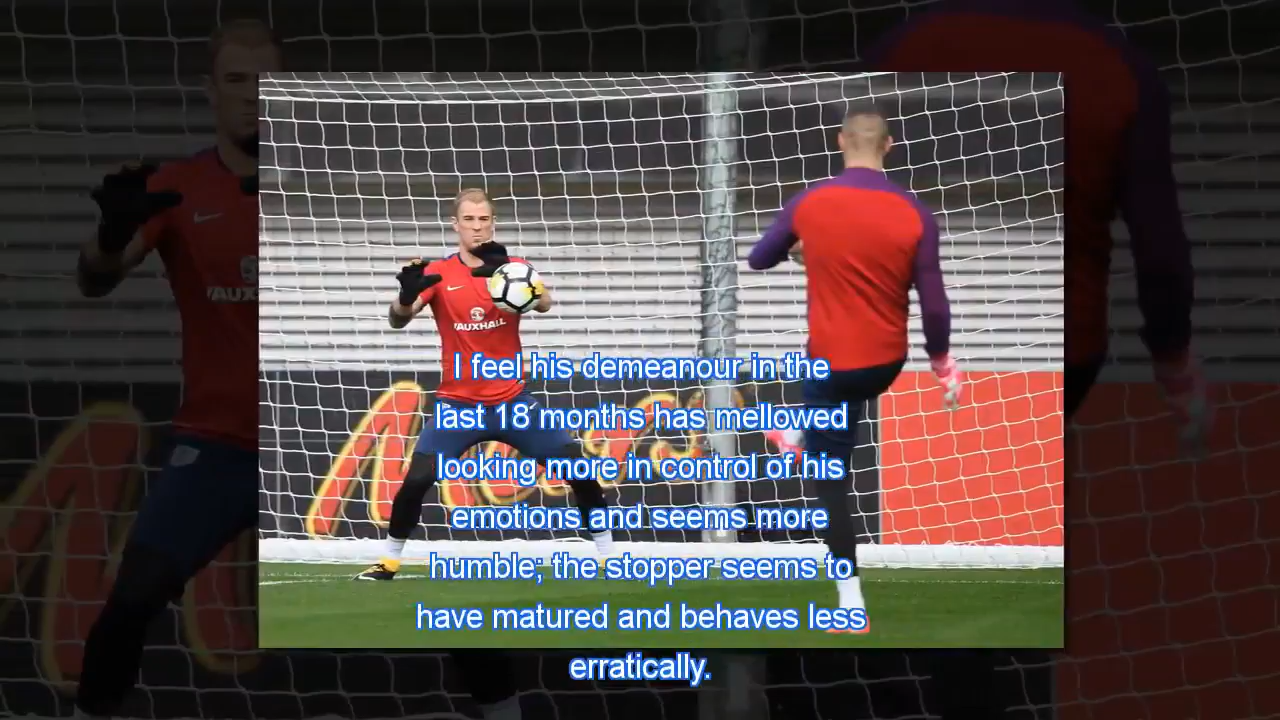 VAUXHALL
I feel his demeanour in the
last 18 months has mellowed
looking more in control of his
emotions and seems more
humble; the stopper seems to
have matured and behaves less
erratically.